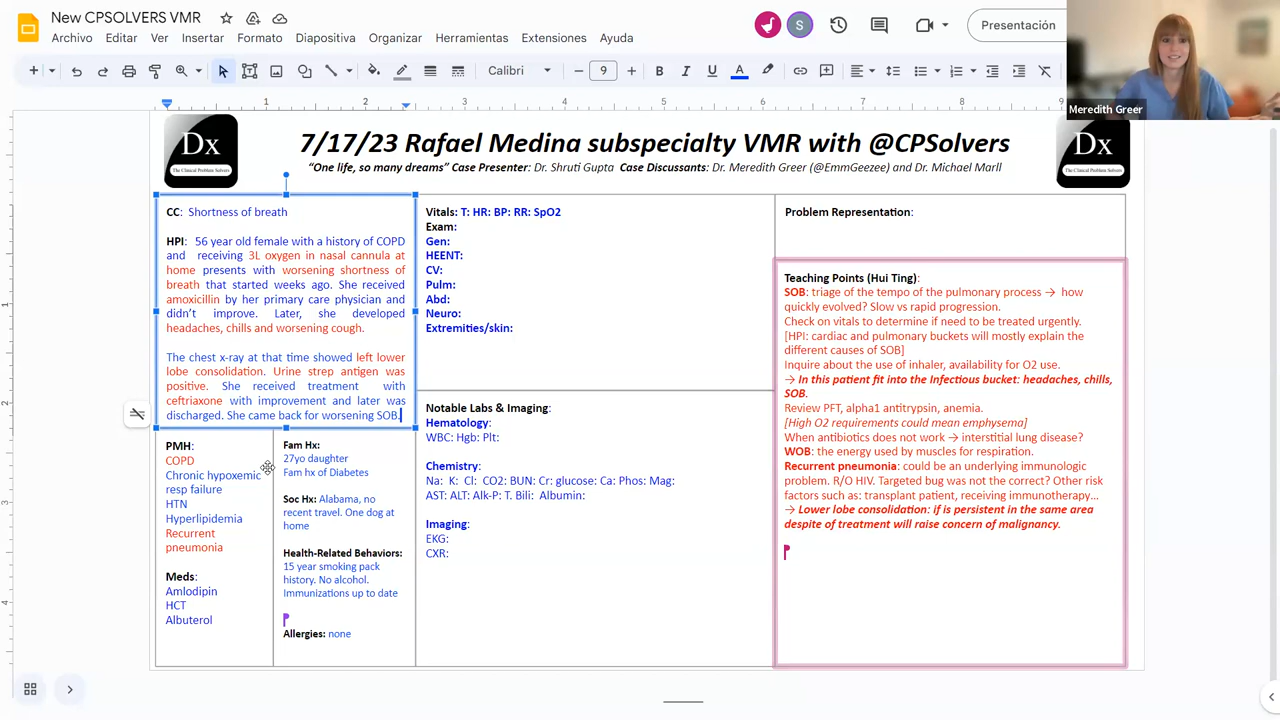 New CPSOLVERS VMR
Archivo Editar Ver Insertar Formato Diapositiva Organizar Herramientas Extensiones Ayuda
S
Presentación
Calibri
9
B I U A
Meredith Greer
1 2 3 4 5 6 7 8 9
Dx
The Clinical Problem Solvers
7/17/23 Rafael Medina subspecialty VMR with @CPSolvers
“One life, so many dreams” Case Presenter: Dr. Shruti Gupta Case Discussants: Dr. Meredith Greer (@EmmGeezee) and Dr. Michael Marll
Dx
The Clinical Problem Solvers
CC: Shortness of breath
HPI: 56 year old female with a history of COPD
and receiving 3L oxygen in nasal cannula at
home presents with worsening shortness of
breath that started weeks ago. She received
amoxicillin by her primary care physician and
didn’t improve. Later, she developed
headaches, chills and worsening cough.
The chest x-ray at that time showed left lower
lobe consolidation. Urine strep antigen was
positive. She received treatment with
ceftriaxone with improvement and later was
discharged. She came back for worsening SOB.
PMH:
COPD
Chronic hypoxemic
resp failure
HTN
Hyperlipidemia
Recurrent
pneumonia
Meds:
Amlodipin
HCT
Albuterol
Fam Hx:
27yo daughter
Fam hx of Diabetes
Soc Hx: Alabama, no
recent travel. One dog at
home
Health-Related Behaviors:
15 year smoking pack
history. No alcohol.
Immunizations up to date
Allergies: none
Vitals: T: HR: BP: RR: SpO2
Exam:
Gen:
HEENT:
CV:
Pulm:
Abd:
Neuro:
Extremities/skin:
Notable Labs & Imaging:
Hematology:
WBC: Hgb: Plt:
Chemistry:
Na: K: Cl: CO2: BUN: Cr: glucose: Ca: Phos: Mag:
AST: ALT: Alk-P: T. Bili: Albumin:
Imaging:
EKG:
CXR:
Problem Representation:
Teaching Points (Hui Ting):
SOB: triage of the tempo of the pulmonary process → how
quickly evolved? Slow vs rapid progression.
Check on vitals to determine if need to be treated urgently.
[HPI: cardiac and pulmonary buckets will mostly explain the
different causes of SOB]
Inquire about the use of inhaler, availability for O2 use.
→ In this patient fit into the Infectious bucket: headaches, chills,
SOB.
Review PFT, alpha1 antitrypsin, anemia.
[High O2 requirements could mean emphysema]
When antibiotics does not work → interstitial lung disease?
WOB: the energy used by muscles for respiration.
Recurrent pneumonia: could be an underlying immunologic
problem. R/O HIV. Targeted bug was not the correct? Other risk
factors such as: transplant patient, receiving immunotherapy…
→ Lower lobe consolidation: if is persistent in the same area
despite of treatment will raise concern of malignancy.
1
2
3
4